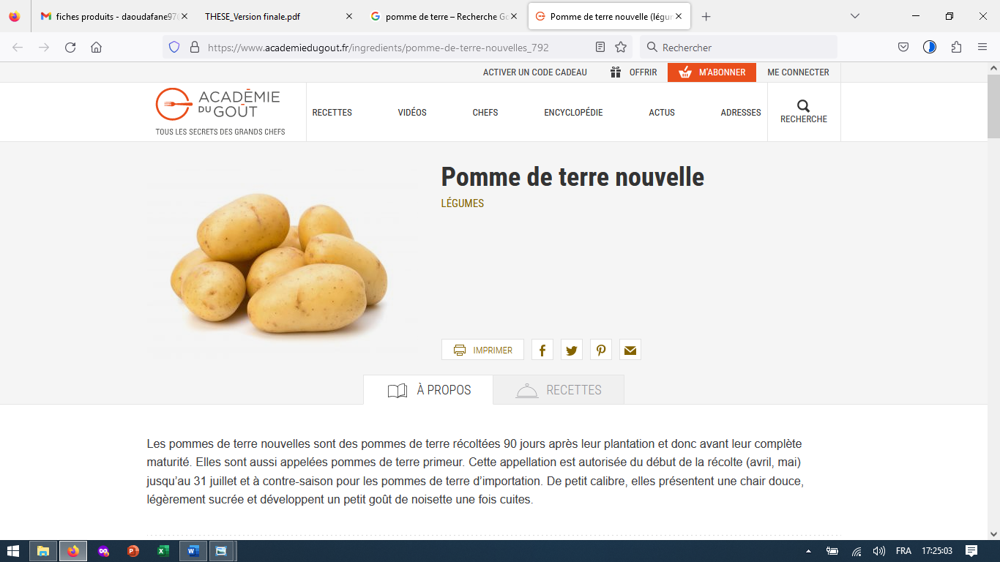 fiches produits - daoudafane970
THESE_Version finale.pdf
pomme de terre – Recherche Go
Pomme de terre nouvelle (légum
https://www.academiedugout.fr/ingredients/pomme-de-terre-nouvelles_792
Rechercher
ACTIVER UN CODE CADEAU
OFFRIR
M'ABONNER
ME CONNECTER
ACADÉMIE
DU GOÛT
TOUS LES SECRETS DES GRANDS CHEFS
RECETTES
VIDÉOS
CHEFS
ENCYCLOPÉDIE
ACTUS
ADRESSES
RECHERCHE
Pomme de terre nouvelle
LÉGUMES
IMPRIMER
À PROPOS
RECETTES
Les pommes de terre nouvelles sont des pommes de terre récoltées 90 jours après leur plantation et donc avant leur complète
maturité. Elles sont aussi appelées pommes de terre primeur. Cette appellation est autorisée du début de la récolte (avril, mai)
jusqu’au 31 juillet et à contre-saison pour les pommes de terre d’importation. De petit calibre, elles présentent une chair douce,
légèrement sucrée et développent un petit goût de noisette une fois cuites.
FRA
17:25:03